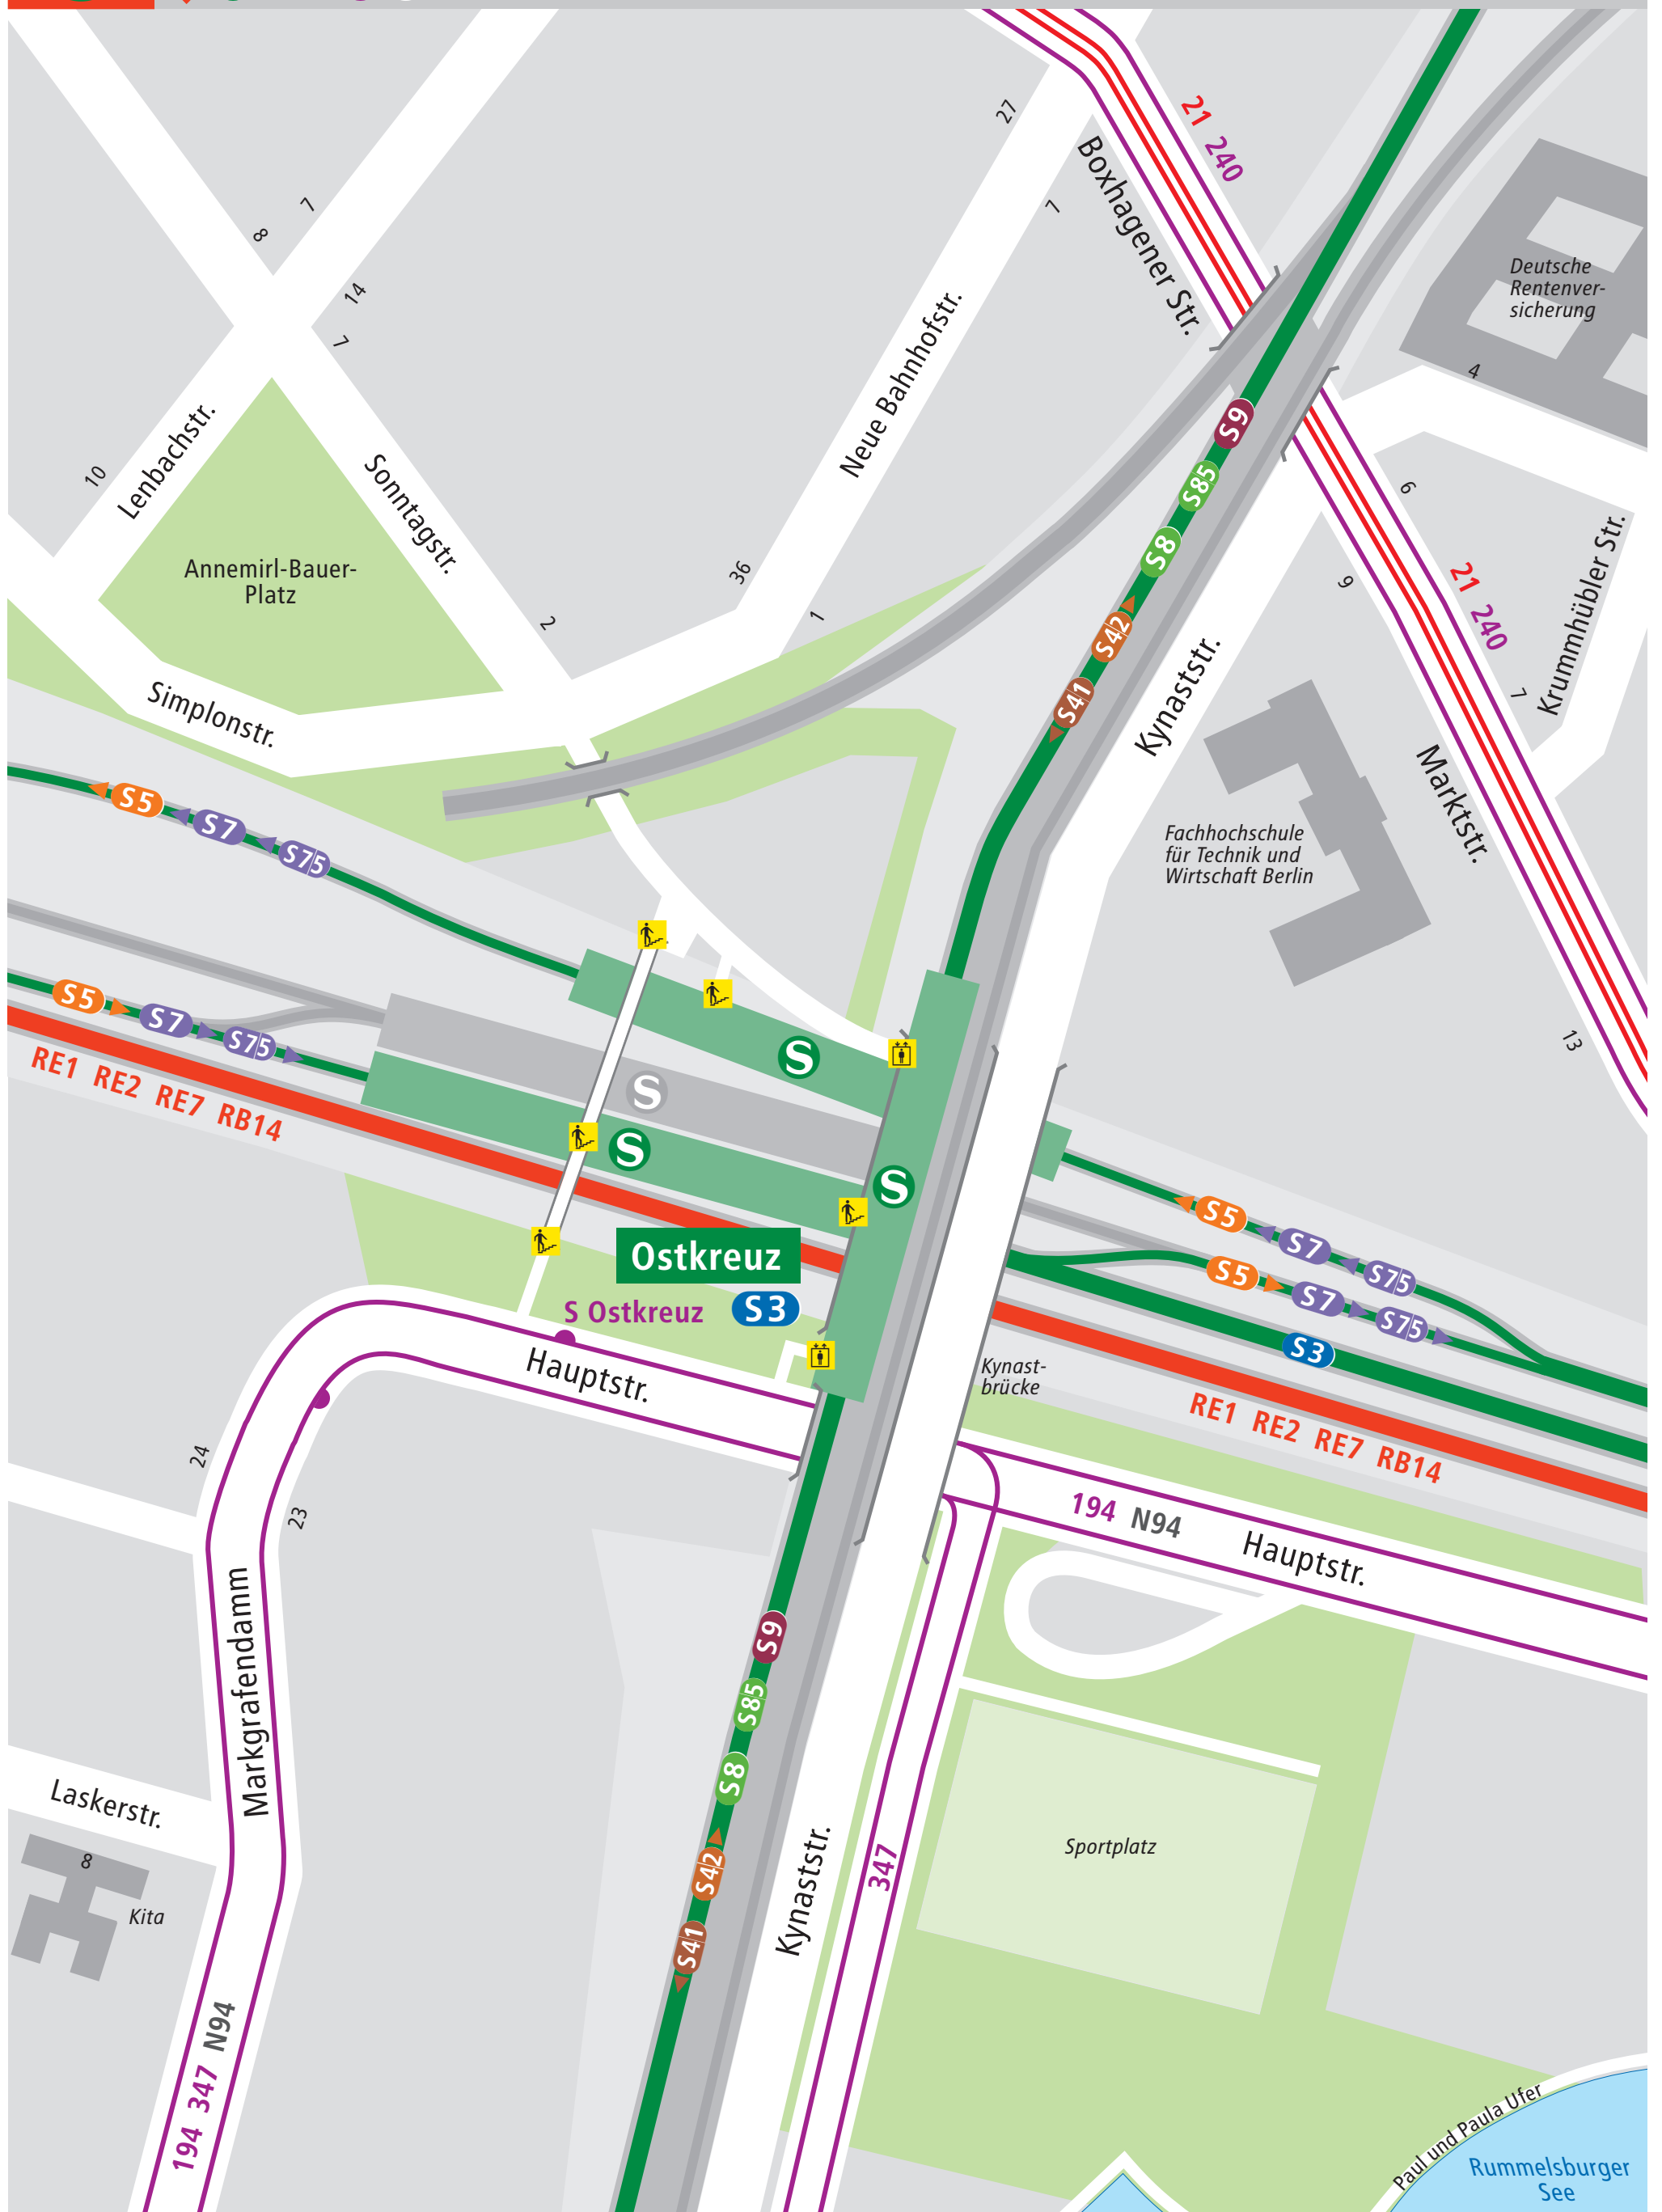 21 240
27
Boxhagener Str.
7
8
7
14
7
Deutsche
Rentenver-
sicherung
4
Neue Bahnhofstr.
Lenbachstr.
10
Sonntagstr.
S9
S85
S8
S42
S41
6
9
21 240
Krummhübler Str.
7
Annemirl-Bauer-
Platz
36
1
2
Kynaststr.
Simplonstr.
Marktstr.
S5
S7
S75
Fachhochschule
für Technik und
Wirtschaft Berlin
13
S5
S7
S75
RE1 RE2 RE7 RB14
S
S
S
S
Ostkreuz
S Ostkreuz
S3
S5
S7
S75
S5
S7
S75
S3
Kynast-
brücke
RE1 RE2 RE7 RB14
Hauptstr.
24
23
194 N94
Hauptstr.
Markgrafendamm
S9
S85
S8
S42
S41
Laskerstr.
8
Kita
Kynaststr.
347
Sportplatz
194 347 N94
Paul und Paula Ufer
Rummelsburger
See